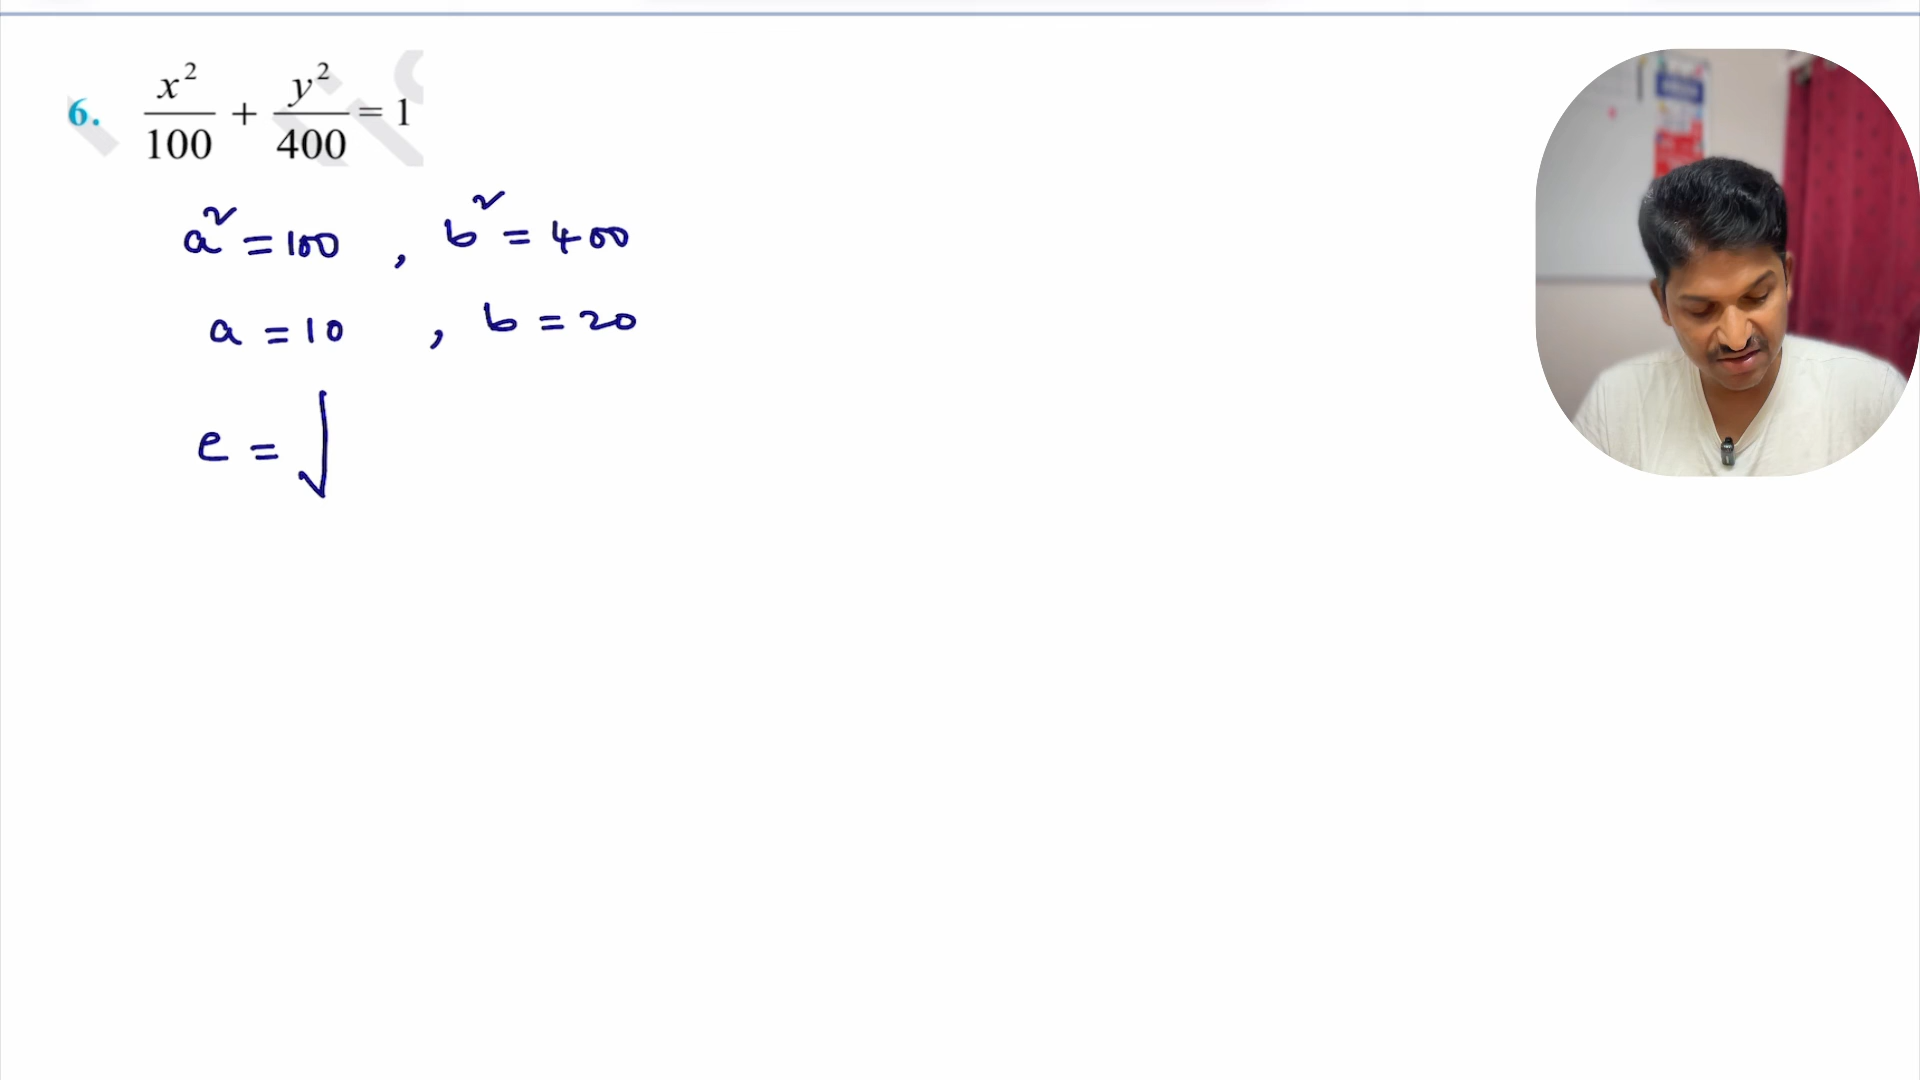 6. x²/100 + y²/400 = 1
a² = 100 , b² = 400
a = 10 , b = 20
e = √